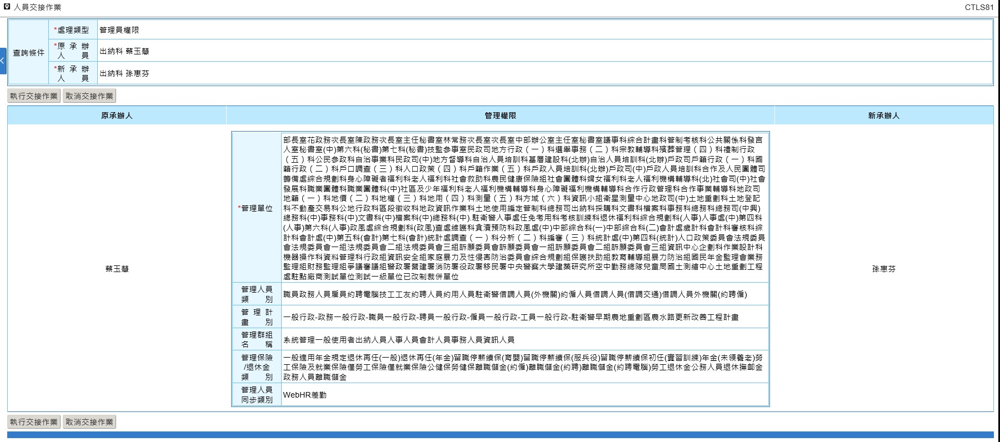 人員交接作業
CTLS81
查詢條件
*處理類型
管理員權限
*原承辦人員
出納科 蔡玉慧
*新承辦人員
出納科 孫惠芬
執行交接作業 取消交接作業
原承辦人 管理權限 新承辦人
蔡玉慧
*管理單位
部長室花政務次長室陳政務次長室主任秘書室林常務次長室次長室中部辦公室主任室秘書室議事科綜合計畫科管制考核科公共關係科發言
人室秘書室(中)第六科(秘書)第七科(秘書)技監參事室民政司地方行政（一）科選舉事務（二）科宗教輔導科殯葬管理（四）科禮制行政
（五）科公民參政科自治事業科民政司(中)地方督導科自治人員培訓科基層建設科(北辦)自治人員培訓科(北辦)戶政司戶籍行政（一）科國
籍行政（二）科戶口調查（三）科人口政策（四）科戶籍作業（五）科戶政人員培訓科(北辦)戶政司(中)戶政人員培訓科合作及人民團體司
籌備處綜合規劃科身心障礙者福利科老人福利科社會救助科農民健康保險組社會團體科婦女福利科老人福利機構輔導科(北)社會司(中)社會
發展科職業團體科職業團體科(中)社區及少年福利科老人福利機構輔導科身心障礙福利機構輔導科合作行政管理科合作事業輔導科地政司
地籍（一）科地價（二）科地權（三）科地用（四）科測量（五）科方域（六）科資訊小組衛星測量中心地政司(中)土地重劃科土地登記
科不動產交易科公地行政科區段徵收科地政資訊作業科土地使用編定管制科總務司出納科採購科文書科檔案科事務科總務科總務司(中興)
總務科(中)事務科(中)文書科(中)檔案科(中)總務科(中).駐衛警人事處任免考用科考核訓練科退休福利科綜合規劃科(人事)人事處(中)第四科
(人事)第六科(人事)政風處綜合規劃科(政風)查處維護科貪瀆預防科政風處(中)中部綜合科(一)中部綜合科(二)會計處歲計科會計科審核科綜
計科會計處(中)第五科(會計)第七科(會計)統計處調查（一）科分析（二）科編審（三）科統計處(中)第四科(統計)人口政策委員會法規委員
會法規委員會一組法規委員會二組法規委員會三組訴願委員會訴願委員會一組訴願委員會二組訴願委員會三組資訊中心企劃科作業設計科
機器操作科資料管理科行政組資訊安全組家庭暴力及性侵害防治委員會綜合規劃組保護扶助組教育輔導組暴力防治組國民年金監理會業務
監理組財務監理組爭議審議組警政署營建署消防署役政署移民署中央警察大學建築研究所空中勤務總隊兒童局國土測繪中心土地重劃工程
處駐點廠商測試單位測試一級單位已改制裁併單位
管理人員類別
職員政務人員雇員約聘電腦技工工友約聘人員約用人員駐衛警借調人員(外機關)約僱人員借調人員(借調交通)借調人員外機關(約聘僱)
管理計畫別
一般行政-政務一般行政-職員一般行政-聘員一般行政-僱員一般行政-工員一般行政-駐衛警早期農地重劃區農水路更新改善工程計畫
管理群組名稱
系統管理一般使用者出納人員人事人員會計人員事務人員資訊人員
管理保險/退休金類別
一般適用年金規定退休再任(一般)退休再任(年金)留職停薪續保(育嬰)留職停薪續保(服兵役)留職停薪續保初任(實習訓練)年金(未領養老)勞
工保險及就業保險僅勞工保險僅就業保險公健保勞健保離職儲金(約僱)離職儲金(約聘)離職儲金(約聘電腦)勞工退休金公務人員退休撫卹金
政務人員離職儲金
管理人員同步類別
WebHR差勤
孫惠芬
執行交接作業 取消交接作業